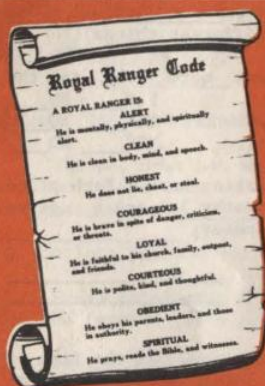 Royal Ranger Code
A ROYAL RANGER IS:
ALERT
He is mentally, physically, and spiritually
alert.
CLEAN
He is clean in body, mind, and speech.
HONEST
He does not lie, cheat, or steal.
COURAGEOUS
He is brave in spite of danger, criticism,
or threats.
LOYAL
He is faithful to his church, family, outpost,
and friends.
COURTEOUS
He is polite, kind, and thoughtful.
OBEDIENT
He obeys his parents, leaders, and those
in authority.
SPIRITUAL
He prays, reads the Bible, and witnesses.